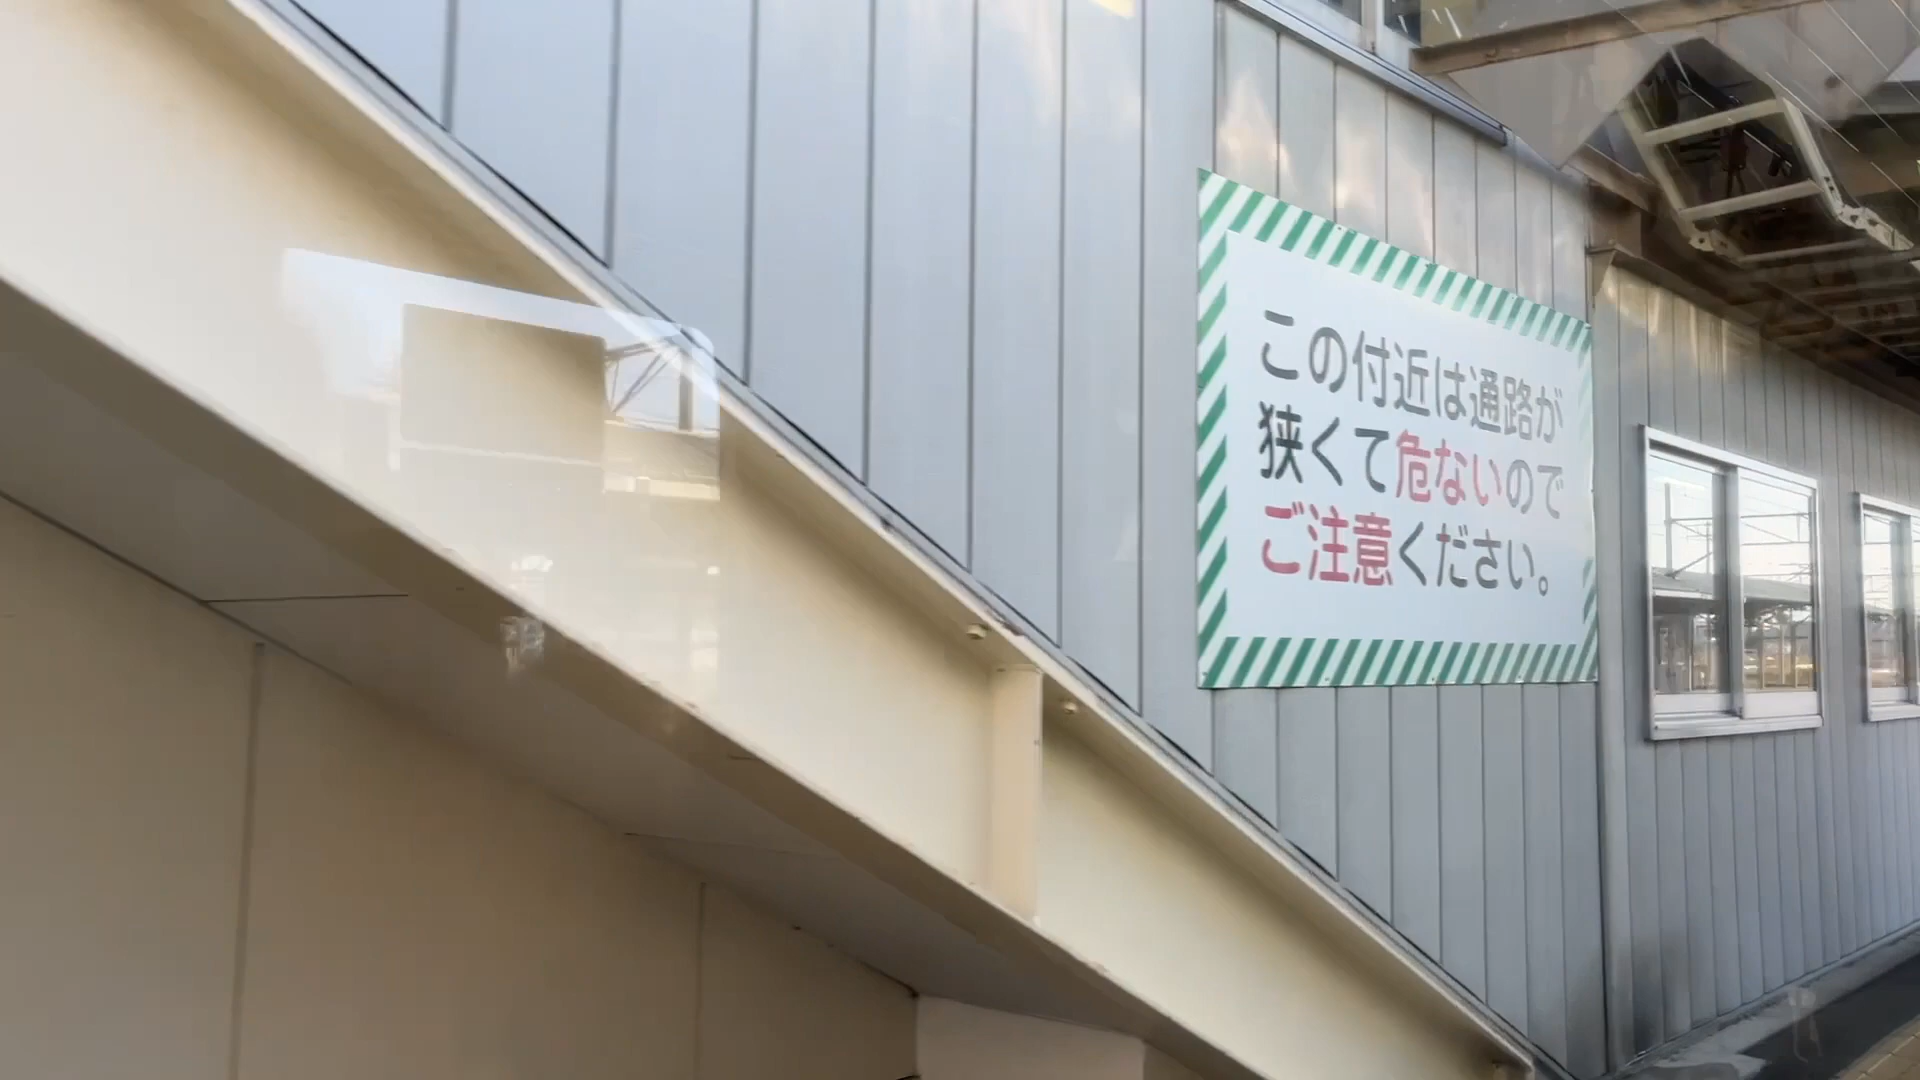 この付近は通路が
狭くて危ないので
ご注意ください。